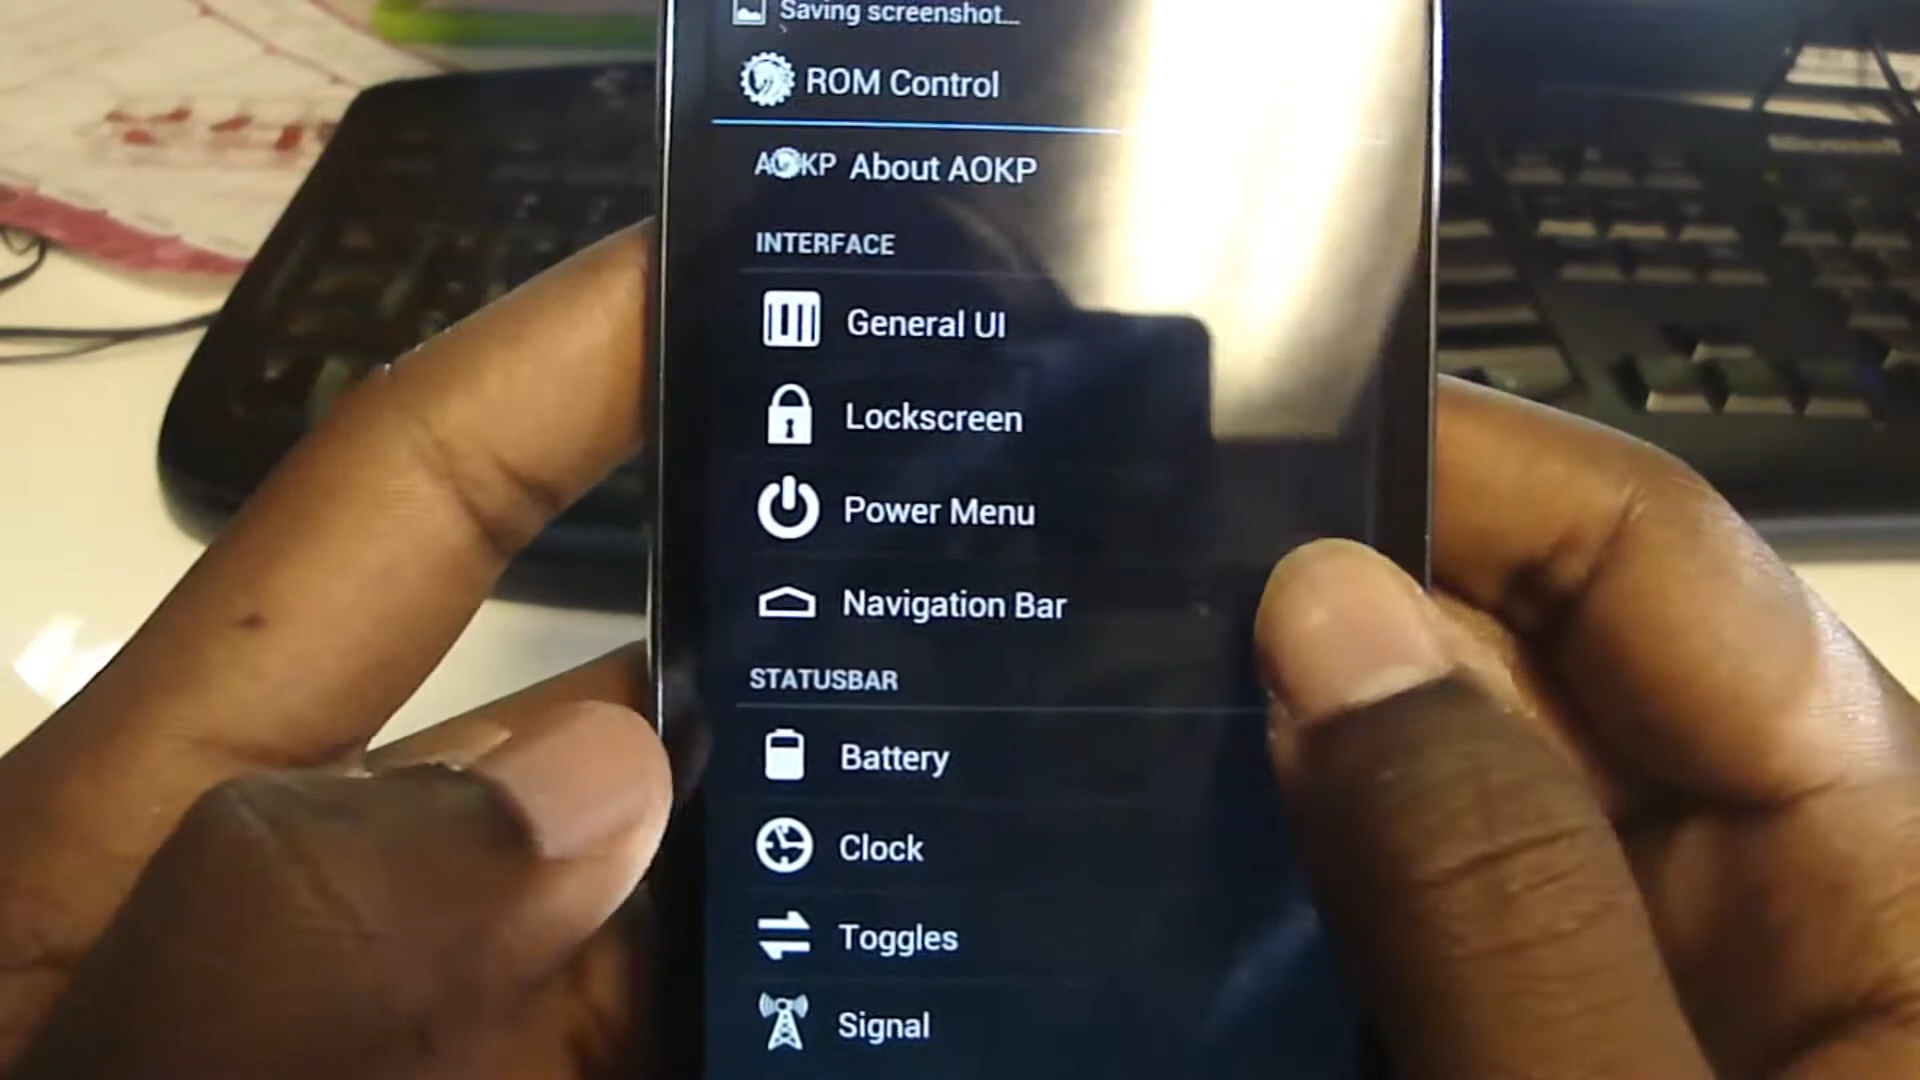 Saving screenshot...
ROM Control
AOKP About AOKP
INTERFACE
General UI
Lockscreen
Power Menu
Navigation Bar
STATUSBAR
Battery
Clock
Toggles
Signal
Microsoft